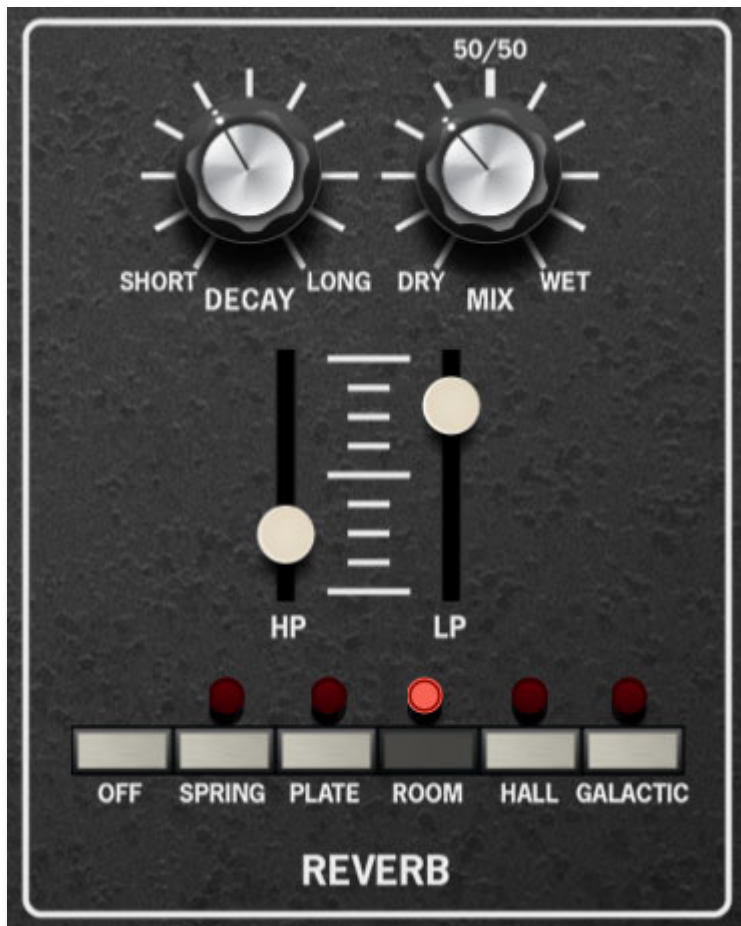 50/50
SHORT DECAY LONG
DRY MIX WET
HP LP
OFF SPRING PLATE ROOM HALL GALACTIC
REVERB